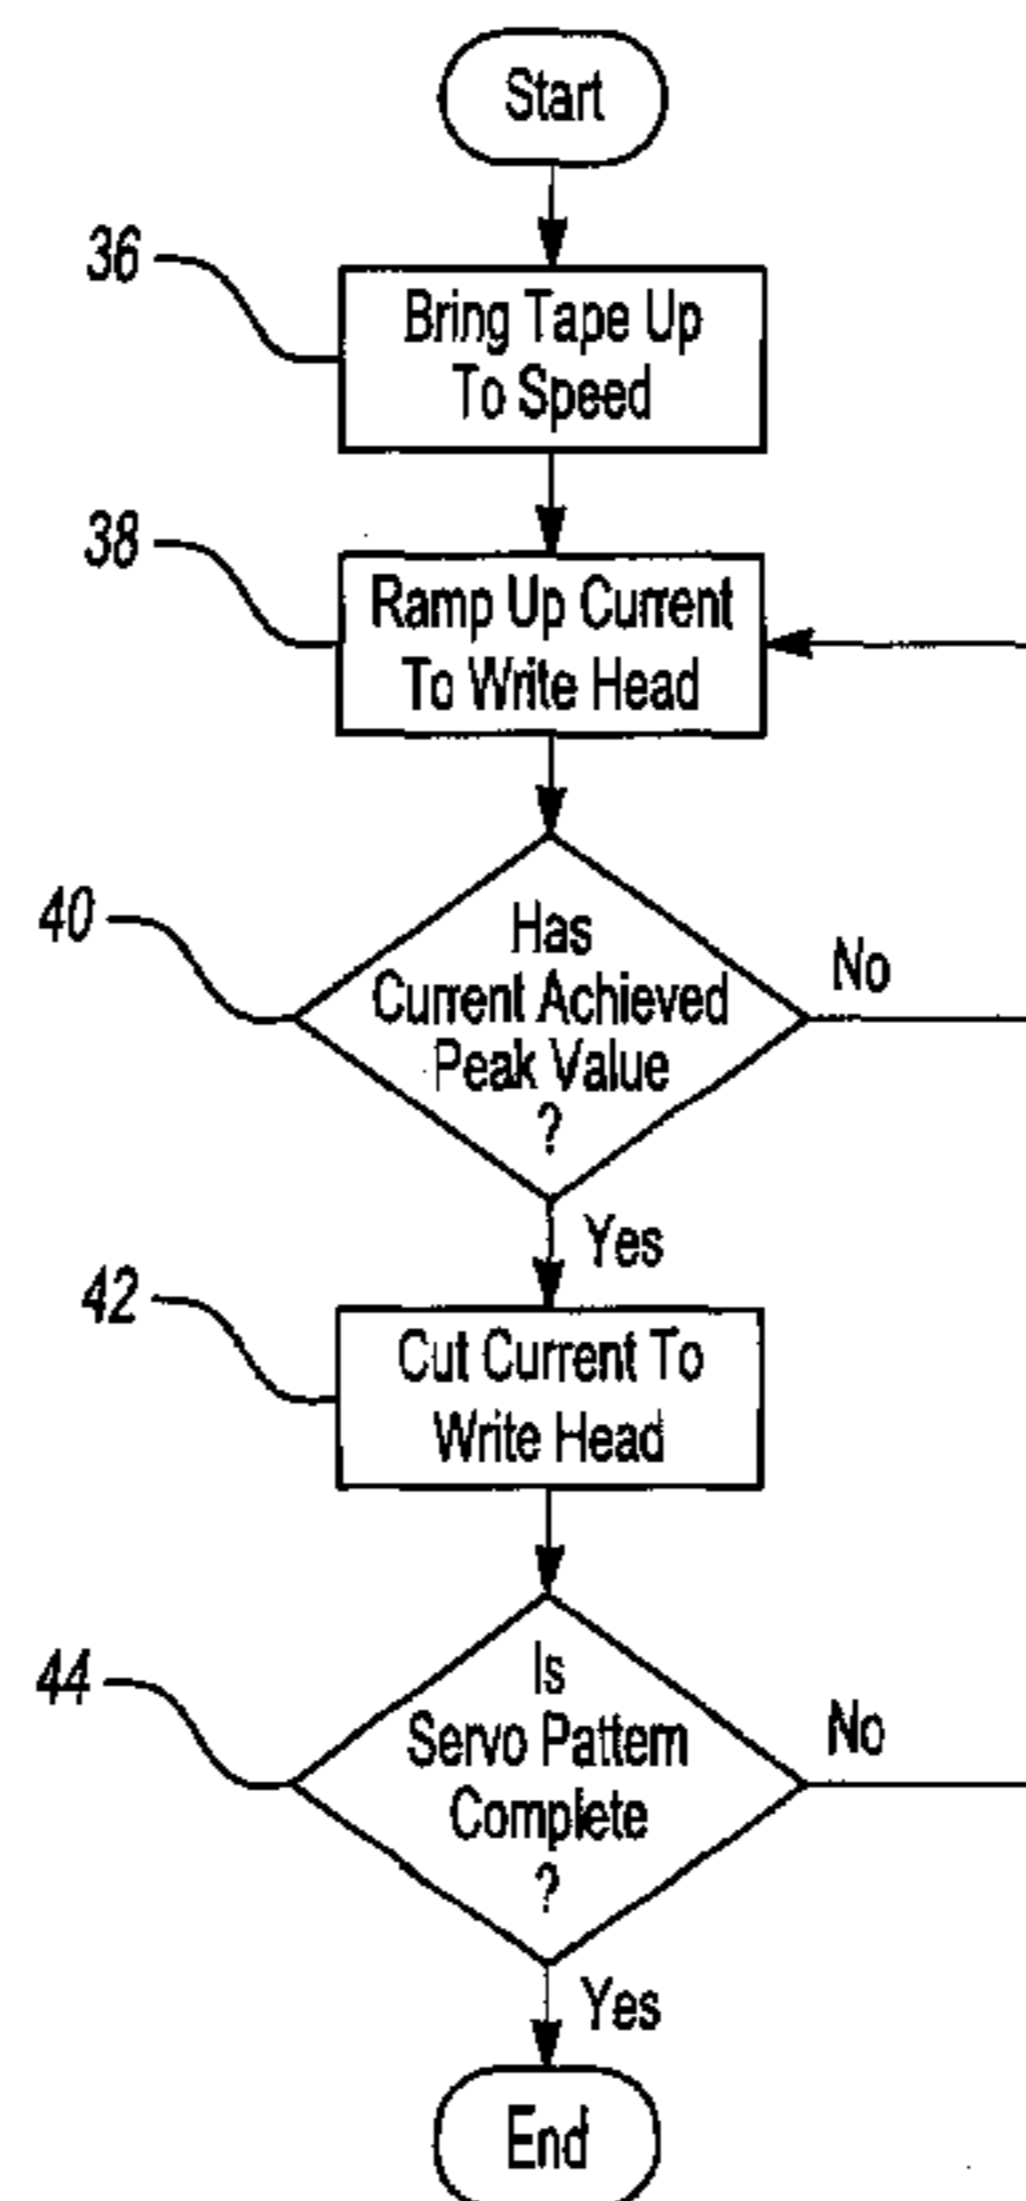 Start
36
Bring Tape Up
To Speed
38
Ramp Up Current
To Write Head
40
Has
Current Achieved
Peak Value
?
No
Yes
42
Cut Current To
Write Head
44
Is
Servo Pattern
Complete
?
No
Yes
End